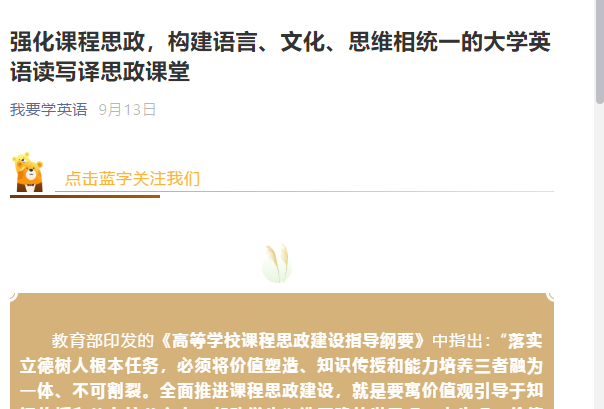 强化课程思政，构建语言、文化、思维相统一的大学英
语读写译思政课堂
我要学英语 9月13日
点击蓝字关注我们
教育部印发的《高等学校课程思政建设指导纲要》中指出：“落实
立德树人根本任务，必须将价值塑造、知识传授和能力培养三者融为
一体、不可割裂。全面推进课程思政建设，就是要寓价值观引导于知